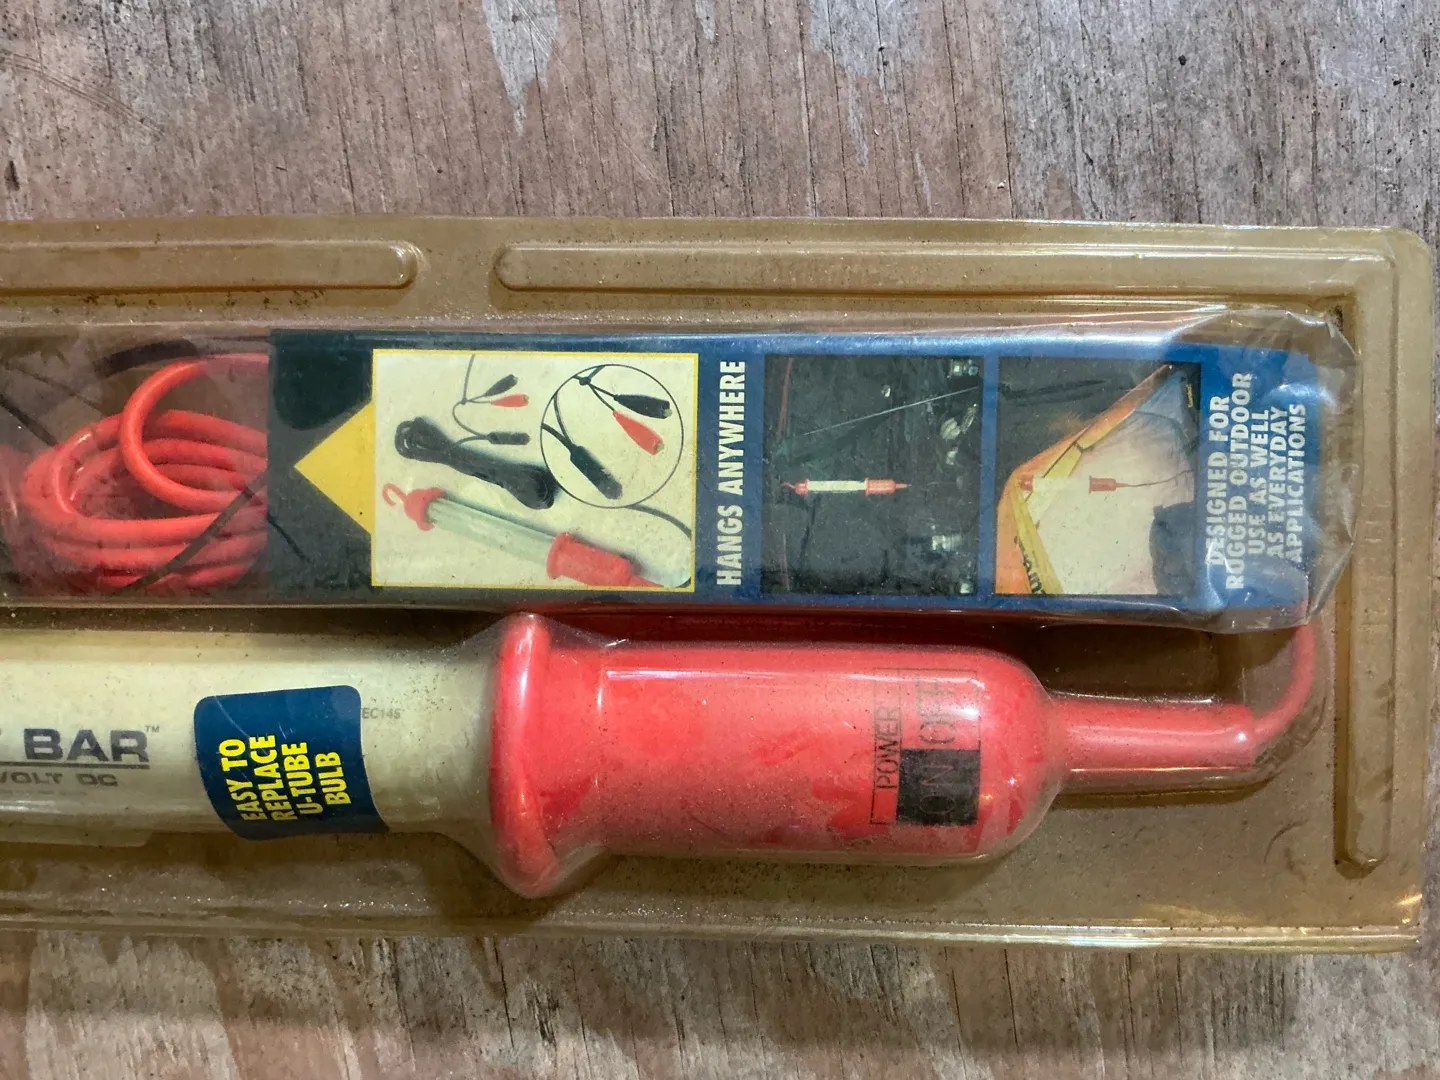 HANGS ANYWHERE
DESIGNED FOR
RUGGED OUTDOOR
USE AS WELL
AS EVERYDAY
APPLICATIONS
BAR™
VOLT DC
EASY TO
REPLACE
U-TUBE
BULB
POWER
OFF
ON